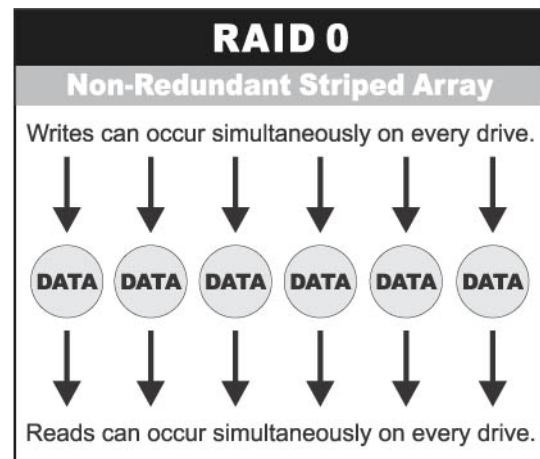 RAID 0
Non-Redundant Striped Array
Writes can occur simultaneously on every drive.
DATA DATA DATA DATA DATA DATA
Reads can occur simultaneously on every drive.